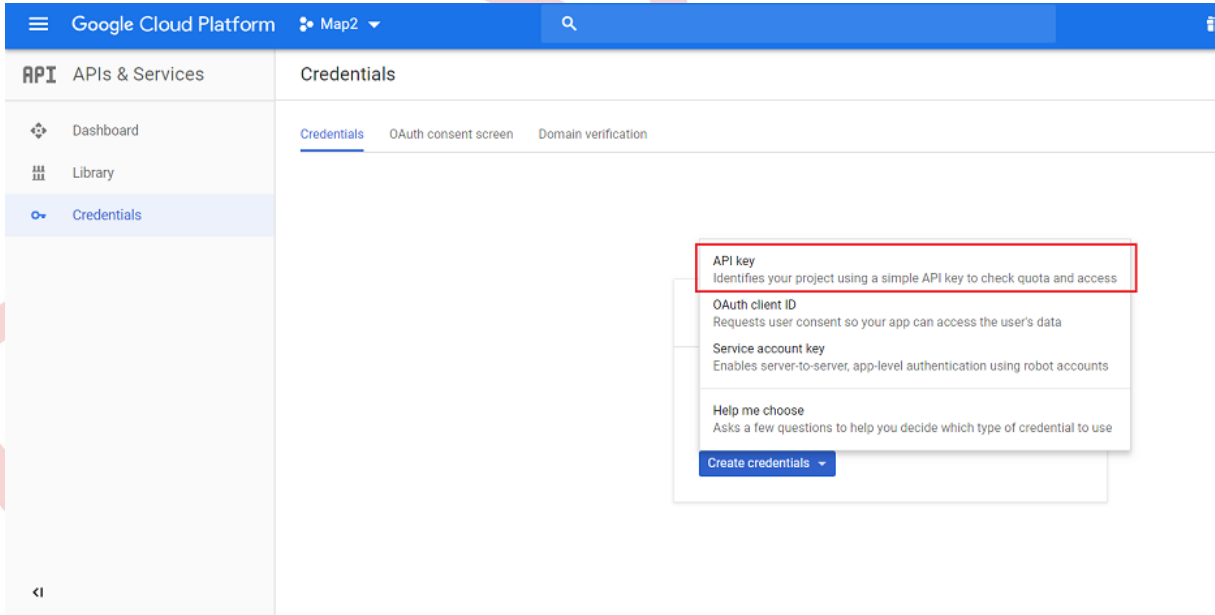 Google Cloud Platform
Map2
API APIs & Services
Credentials
Dashboard
Library
Credentials
Credentials OAuth consent screen Domain verification
API key
Identifies your project using a simple API key to check quota and access
OAuth client ID
Requests user consent so your app can access the user's data
Service account key
Enables server-to-server, app-level authentication using robot accounts
Help me choose
Asks a few questions to help you decide which type of credential to use
Create credentials